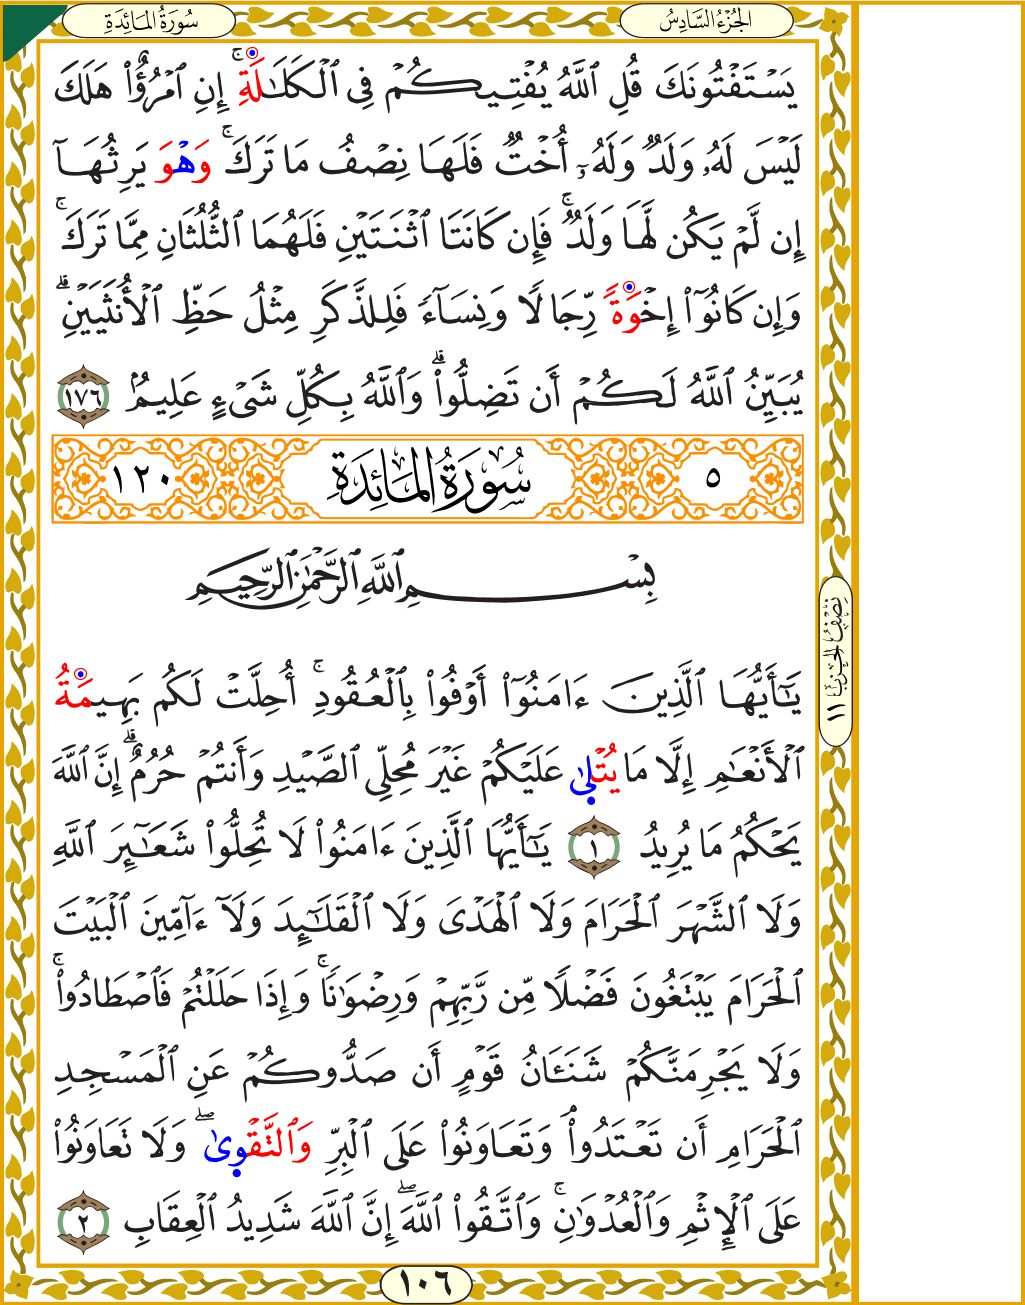 سُورَةُ المَائِدَةِ
الجُزْءُ السَّادِسُ
يَسْتَفْتُونَكَ قُلِ ٱللَّهُ يُفْتِيكُمْ فِى ٱلْكَلَٰلَةِ ۚ إِنِ ٱمْرُؤٌا۟ هَلَكَ
لَيْسَ لَهُۥ وَلَدٌ وَلَهُۥٓ أُخْتٌ فَلَهَا نِصْفُ مَا تَرَكَ ۚ وَهْوَ يَرِثُهَآ
إِن لَّمْ يَكُن لَّهَا وَلَدٌ ۚ فَإِن كَانَتَا ٱثْنَتَيْنِ فَلَهُمَا ٱلثُّلُثَانِ مِمَّا تَرَكَ ۚ
وَإِن كَانُوٓا۟ إِخْوَةً رِّجَالًا وَنِسَآءً فَلِلذَّكَرِ مِثْلُ حَظِّ ٱلْأُنثَيَيْنِ ۗ
يُبَيِّنُ ٱللَّهُ لَكُمْ أَن تَضِلُّوا۟ ۗ وَٱللَّهُ بِكُلِّ شَىْءٍ عَلِيمٌۢ ١٧٦
٥ سُورَةُ المَائِدَةِ ١٢٠
بِسْمِ ٱللَّهِ ٱلرَّحْمَٰنِ ٱلرَّحِيمِ
يَٰٓأَيُّهَا ٱلَّذِينَ ءَامَنُوٓا۟ أَوْفُوا۟ بِٱلْعُقُودِ ۚ أُحِلَّتْ لَكُم بَهِيمَةُ
ٱلْأَنْعَٰمِ إِلَّا مَا يُتْلَىٰ عَلَيْكُمْ غَيْرَ مُحِلِّى ٱلصَّيْدِ وَأَنتُمْ حُرُمٌ ۗ إِنَّ ٱللَّهَ
يَحْكُمُ مَا يُرِيدُ ١ يَٰٓأَيُّهَا ٱلَّذِينَ ءَامَنُوا۟ لَا تُحِلُّوا۟ شَعَٰٓئِرَ ٱللَّهِ
وَلَا ٱلشَّهْرَ ٱلْحَرَامَ وَلَا ٱلْهَدْىَ وَلَا ٱلْقَلَٰٓئِدَ وَلَآ ءَآمِّينَ ٱلْبَيْتَ
ٱلْحَرَامَ يَبْتَغُونَ فَضْلًا مِّن رَّبِّهِمْ وَرِضْوَٰنًا ۚ وَإِذَا حَلَلْتُمْ فَٱصْطَادُوا۟ ۚ
وَلَا يَجْرِمَنَّكُمْ شَنَـَٔانُ قَوْمٍ أَن صَدُّوكُمْ عَنِ ٱلْمَسْجِدِ
ٱلْحَرَامِ أَن تَعْتَدُوا۟ ۘ وَتَعَاوَنُوا۟ عَلَى ٱلْبِرِّ وَٱلتَّقْوَىٰ ۖ وَلَا تَعَاوَنُوا۟
عَلَى ٱلْإِثْمِ وَٱلْعُدْوَٰنِ ۚ وَٱتَّقُوا۟ ٱللَّهَ ۖ إِنَّ ٱللَّهَ شَدِيدُ ٱلْعِقَابِ ٢
نِصْفُ الحِزْبِ ١١
١٠٦